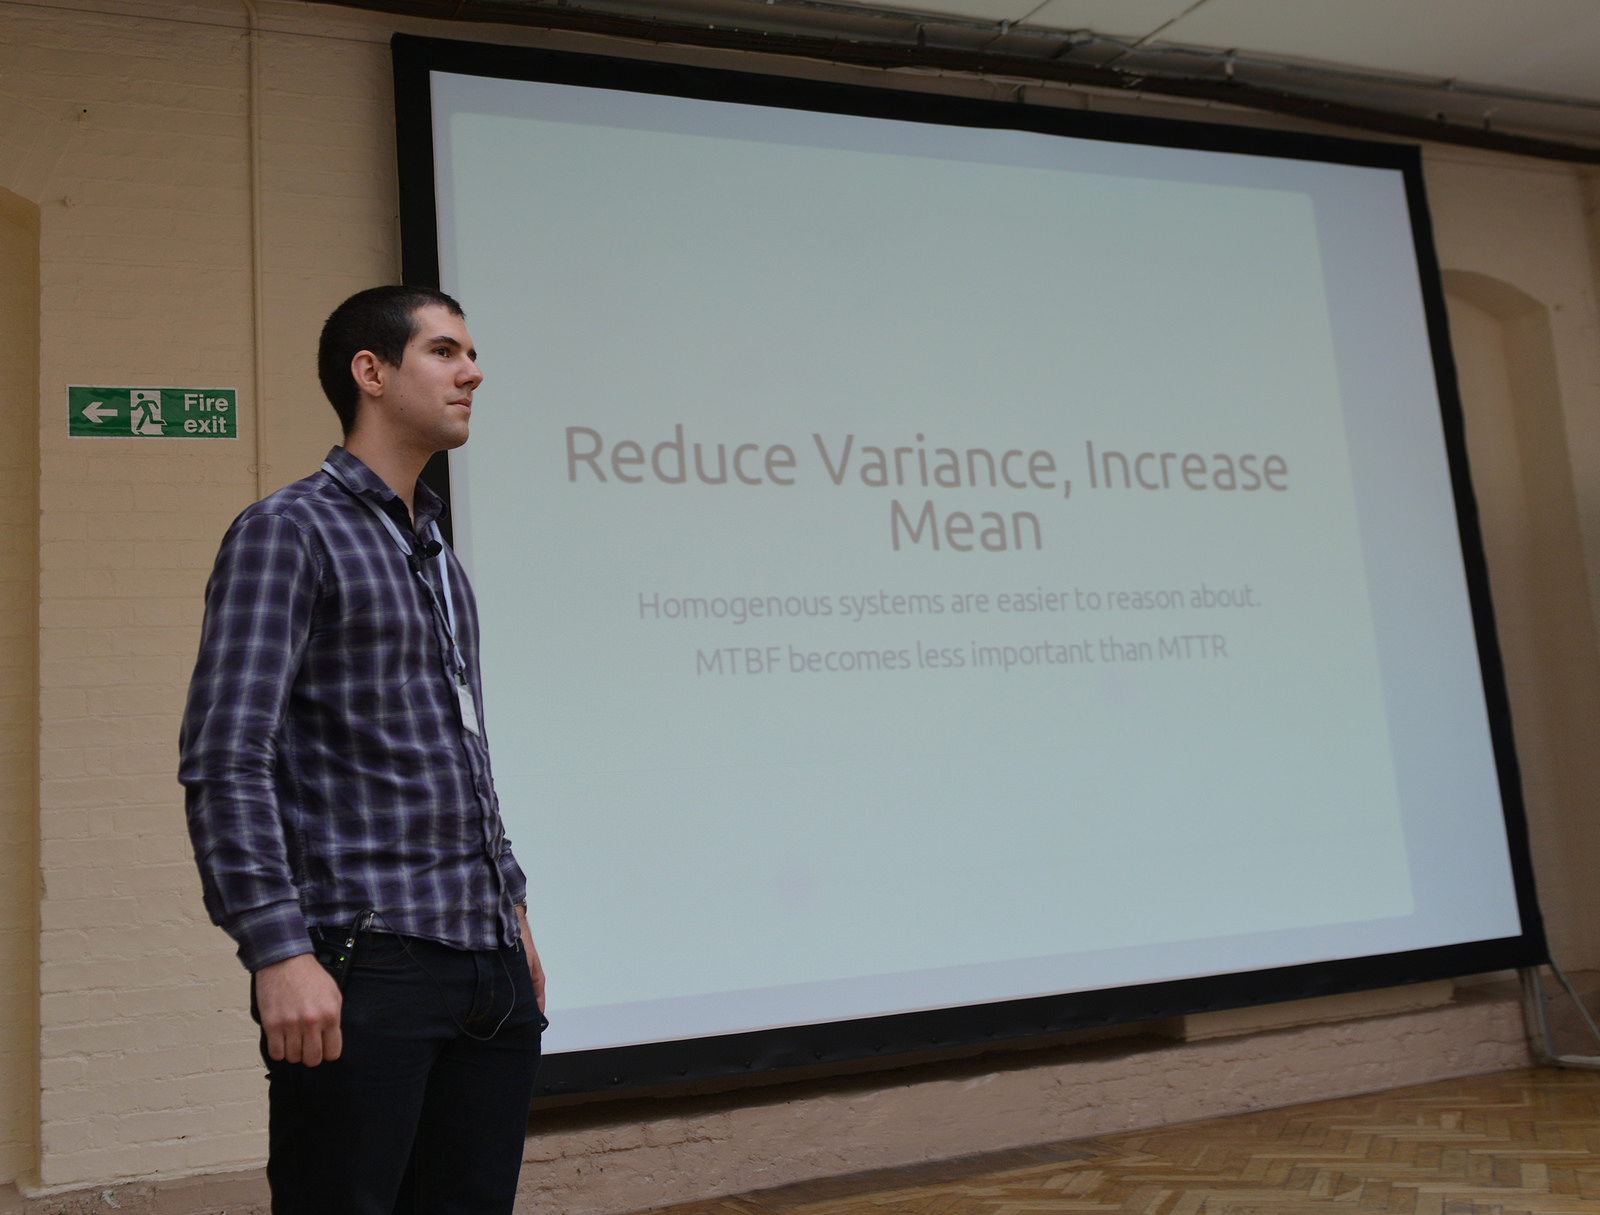 Fire
exit
Reduce Variance, Increase
Mean
Homogenous systems are easier to reason about.
MTBF becomes less important than MTTR